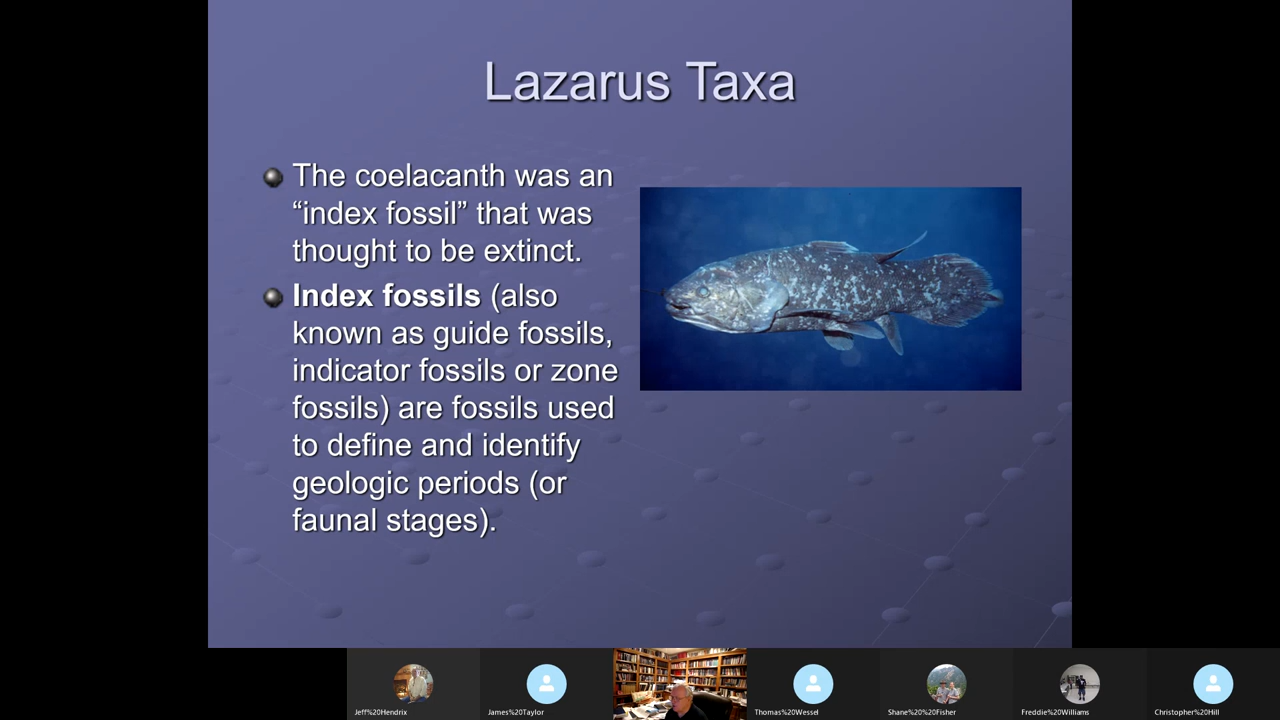 Lazarus Taxa
The coelacanth was an
“index fossil” that was
thought to be extinct.
Index fossils (also
known as guide fossils,
indicator fossils or zone
fossils) are fossils used
to define and identify
geologic periods (or
faunal stages).
Jeff%20Hendrix
James%20Taylor
Thomas%20Wessel
Shane%20%20Fisher
Freddie%20Williams
Christopher%20Hill